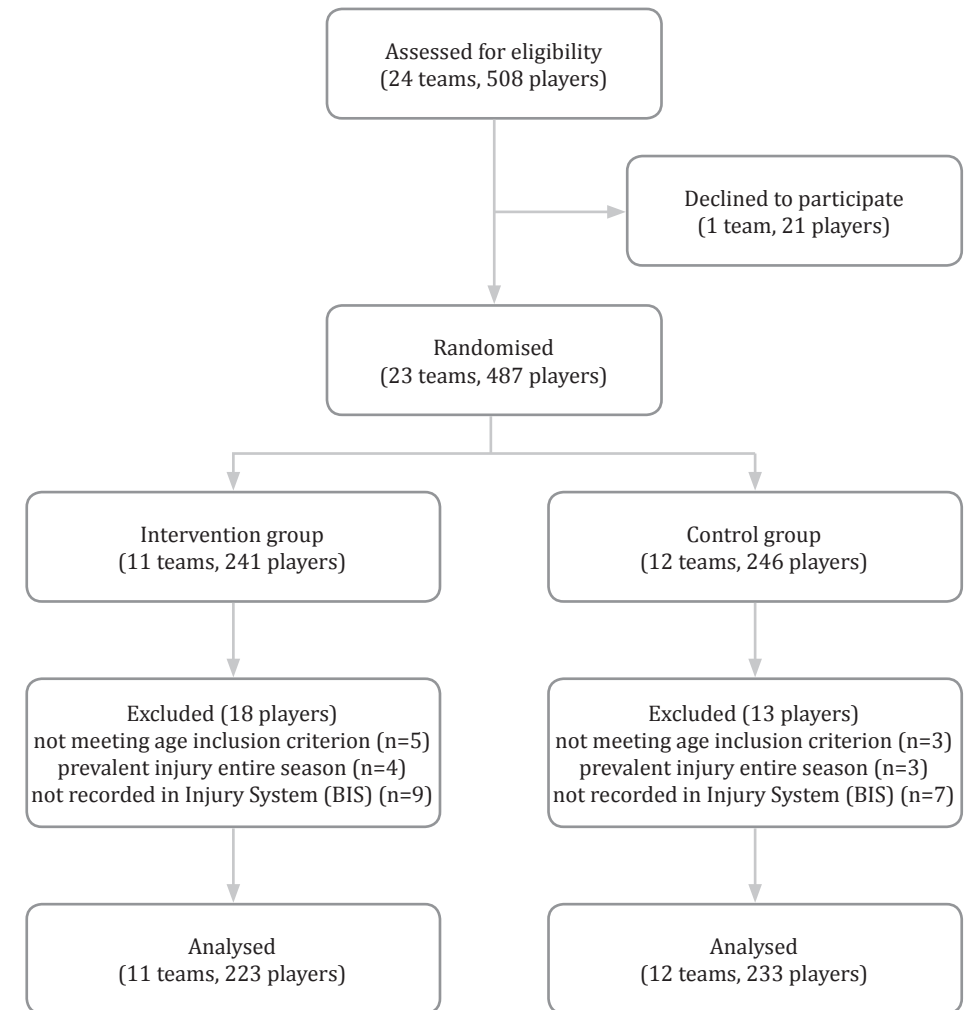 Assessed for eligibility
(24 teams, 508 players)
Declined to participate
(1 team, 21 players)
Randomised
(23 teams, 487 players)
Intervention group
(11 teams, 241 players)
Control group
(12 teams, 246 players)
Excluded (18 players)
not meeting age inclusion criterion (n=5)
prevalent injury entire season (n=4)
not recorded in Injury System (BIS) (n=9)
Excluded (13 players)
not meeting age inclusion criterion (n=3)
prevalent injury entire season (n=3)
not recorded in Injury System (BIS) (n=7)
Analysed
(11 teams, 223 players)
Analysed
(12 teams, 233 players)